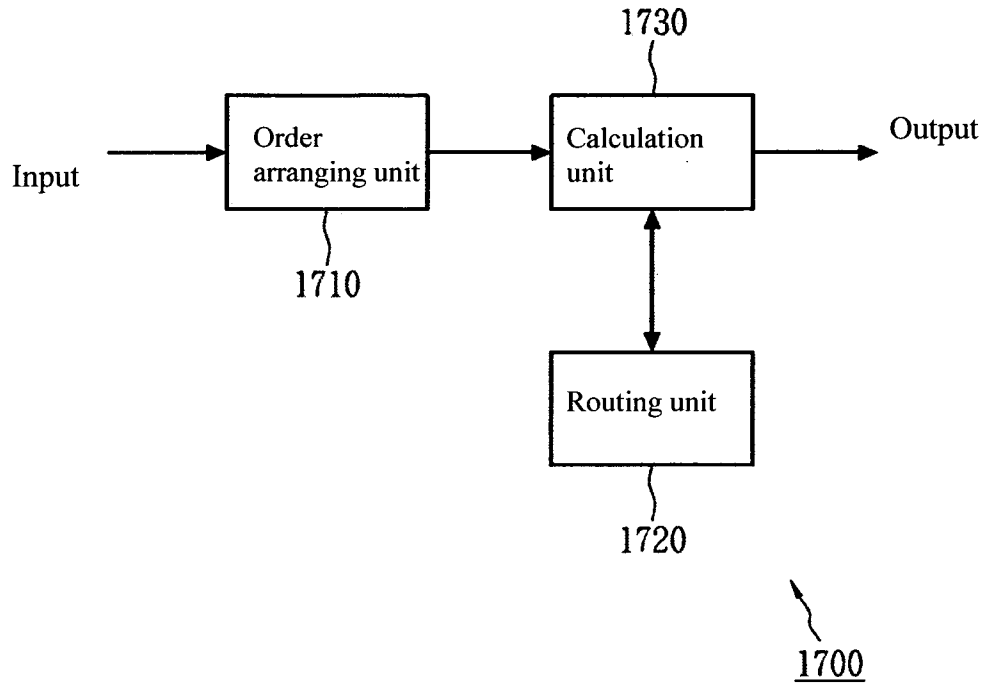 1730
Order
arranging unit
Calculation
unit
Output
Input
1710
Routing unit
1720
1700